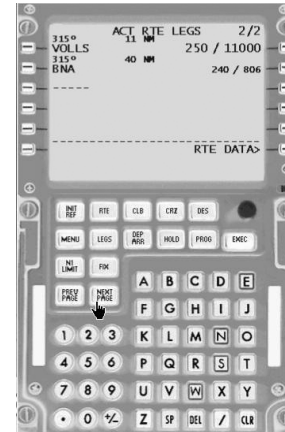 ACT RTE LEGS 2/2
315° 11 NM
VOLLS 250 / 11000
315° 40 NM
BNA 240 / 806
-----
RTE DATA>
INIT REF RTE CLB CRZ DES
MENU LEGS DEP ARR HOLD PROG EXEC
N1 LIMIT FIX
PREV PAGE NEXT PAGE
A B C D E
F G H I J
1 2 3 K L M N O
4 5 6 P Q R S T
7 8 9 U V W X Y
. 0 +/- Z SP DEL / CLR